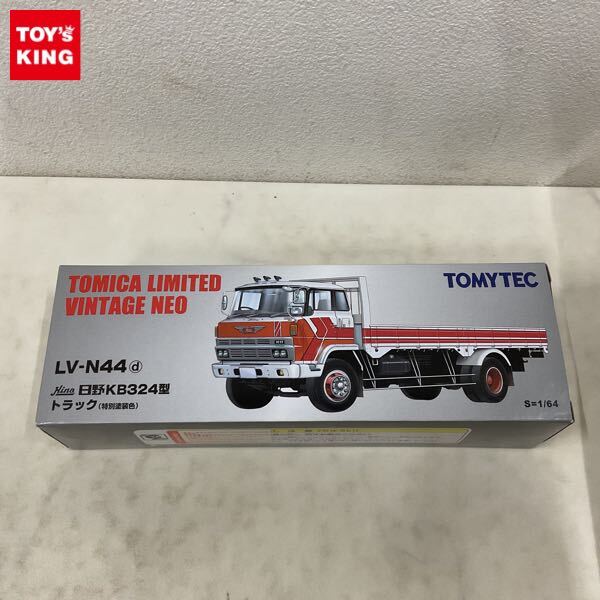 TOY's
KING
TOMICA LIMITED
VINTAGE NEO
TOMYTEC
LV-N44 d
Hino 日野KB324型
トラック(特別塗装色)
S=1/64